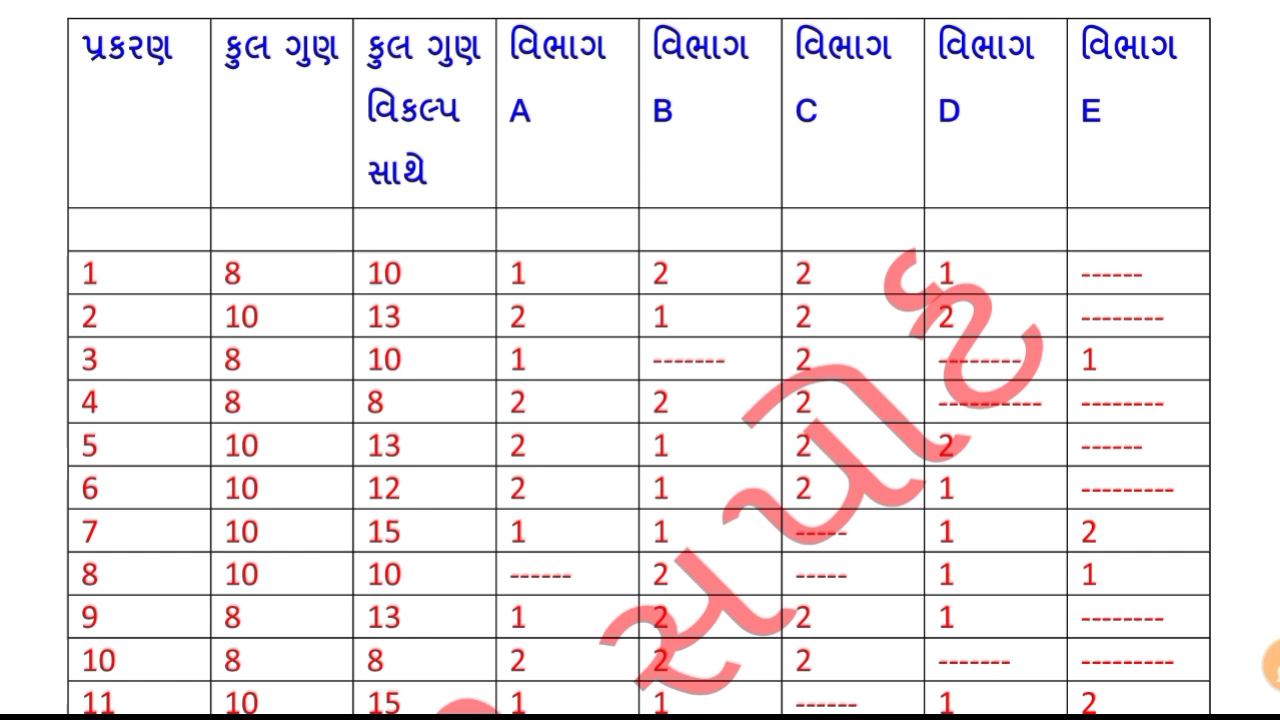 પ્રકરણ કુલ ગુણ કુલ ગુણ વિકલ્પ સાથે વિભાગ A વિભાગ B વિભાગ C વિભાગ D વિભાગ E
1 8 10 1 2 2 1 ------
2 10 13 2 1 2 2 --------
3 8 10 1 ------- 2 -------- 1
4 8 8 2 2 2 ---------- --------
5 10 13 2 1 2 2 ------
6 10 12 2 1 2 1 ---------
7 10 15 1 1 ----- 1 2
8 10 10 ------ 2 ----- 1 1
9 8 13 1 2 2 1 --------
10 8 8 2 2 2 ------- ---------
11 10 15 1 1 ------ 1 2